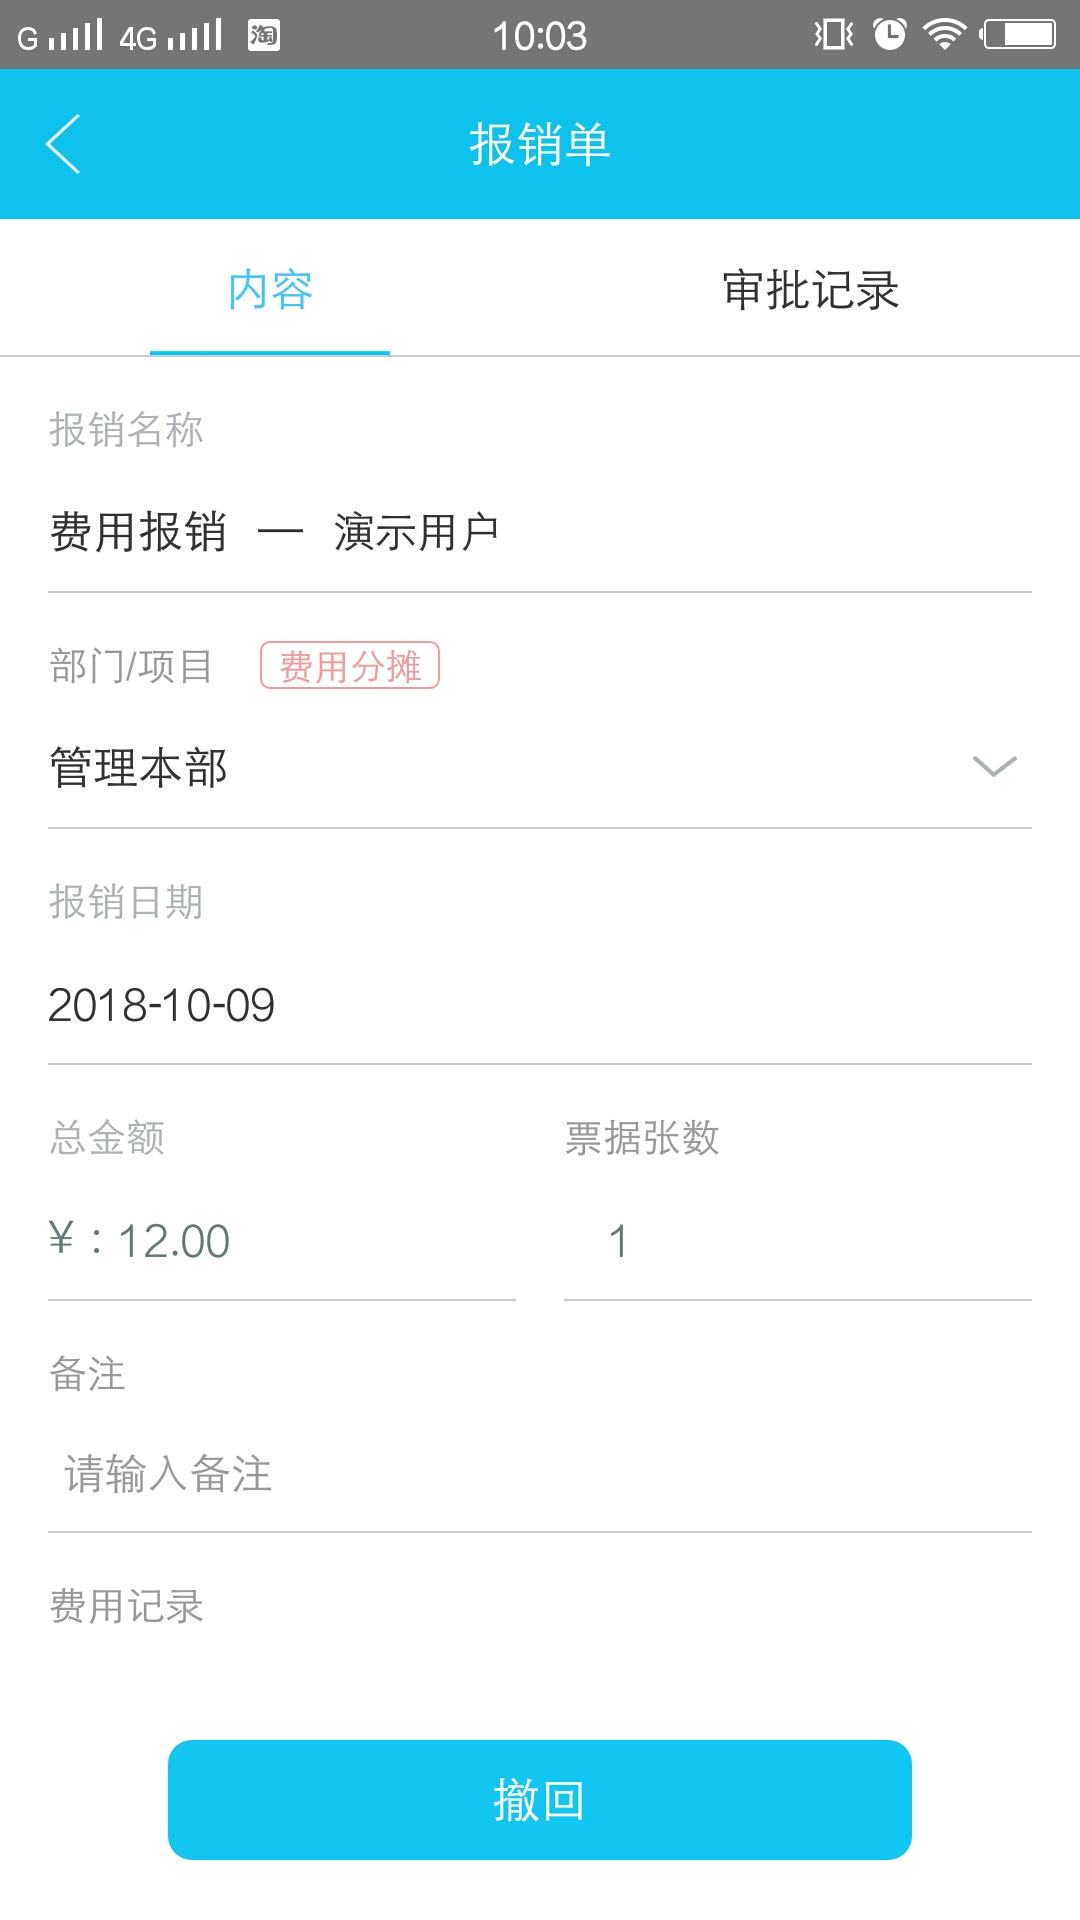 G 4G 淘 10:03
报销单
内容 审批记录
报销名称
费用报销 — 演示用户
部门/项目 费用分摊
管理本部
报销日期
2018-10-09
总金额 票据张数
¥ : 12.00 1
备注
请输入备注
费用记录
撤回